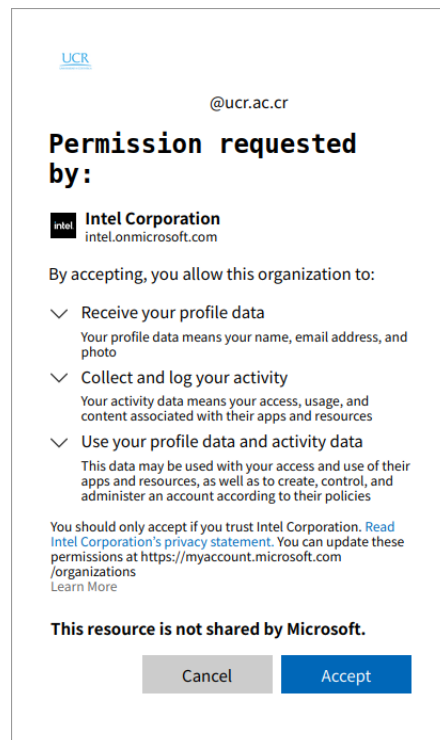 UCR
@ucr.ac.cr
Permission requested
by:
intel
Intel Corporation
intel.onmicrosoft.com
By accepting, you allow this organization to:
Receive your profile data
Your profile data means your name, email address, and
photo
Collect and log your activity
Your activity data means your access, usage, and
content associated with their apps and resources
Use your profile data and activity data
This data may be used with your access and use of their
apps and resources, as well as to create, control, and
administer an account according to their policies
You should only accept if you trust Intel Corporation. Read
Intel Corporation's privacy statement. You can update these
permissions at https://myaccount.microsoft.com
/organizations
Learn More
This resource is not shared by Microsoft.
Cancel
Accept